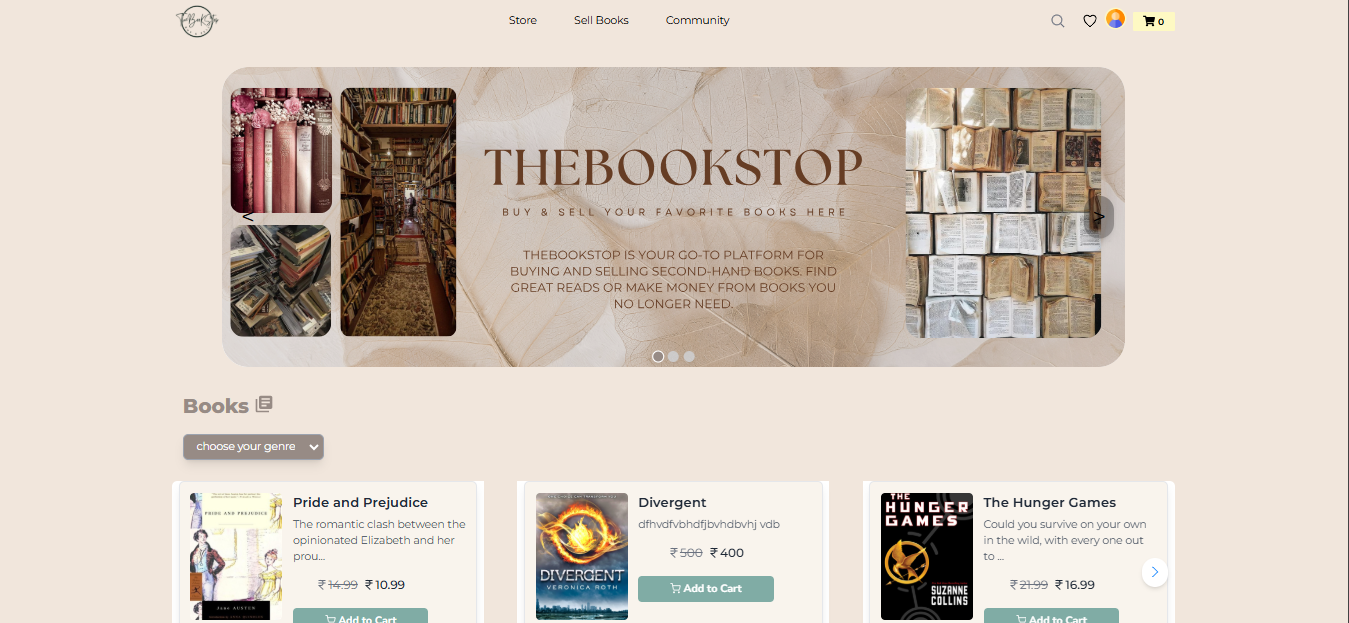 TheBookStop
Store
Sell Books
Community
0
THEBOOKSTOP
BUY & SELL YOUR FAVORITE BOOKS HERE
THEBOOKSTOP IS YOUR GO-TO PLATFORM FOR
BUYING AND SELLING SECOND-HAND BOOKS. FIND
GREAT READS OR MAKE MONEY FROM BOOKS YOU
NO LONGER NEED.
<
>
Books
choose your genre
PRIDE AND PREJUDICE
JANE AUSTEN
Pride and Prejudice
The romantic clash between the
opinionated Elizabeth and her
prou...
₹ 14.99 ₹ 10.99
Add to Cart
DIVERGENT
VERONICA ROTH
Divergent
dfhvdfvbhdfjbvhdbvhj vdb
₹ 500 ₹ 400
Add to Cart
THE
HUNGER
GAMES
SUZANNE
COLLINS
The Hunger Games
Could you survive on your own
in the wild, with every one out
to ...
₹ 21.99 ₹ 16.99
Add to Cart